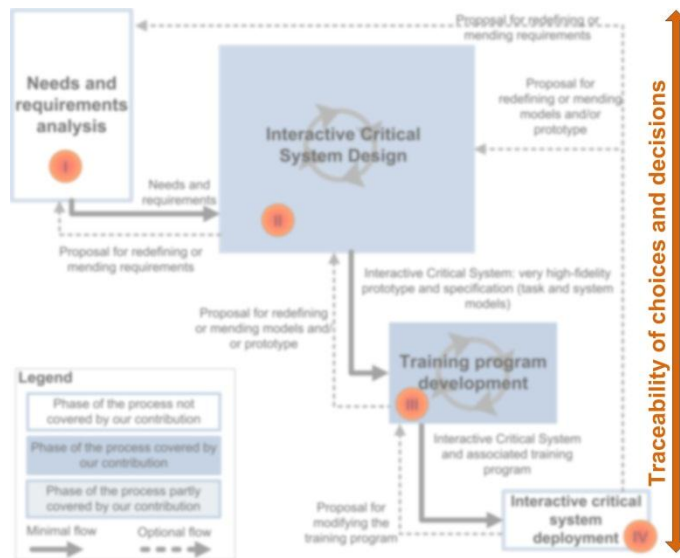 Proposal for redefining or
mending requirements
Needs and
requirements
analysis
I
Interactive Critical
System Design
Proposal for
redefining or mending
models and/or
prototype
Needs and
requirements
II
Proposal for redefining or
mending requirements
Interactive Critical System: very high-fidelity
prototype and specification (task and system
models)
Proposal for redefining
or mending models and/
or prototype
Training program
development
III
Legend
Phase of the process not
covered by our contribution
Phase of the process covered by
our contribution
Phase of the process partly
covered by our contribution
Minimal flow
Optional flow
Interactive Critical System
and associated training
program
Proposal for
modifying the
training program
Interactive critical
system
deployment
IV
Traceability of choices and decisions